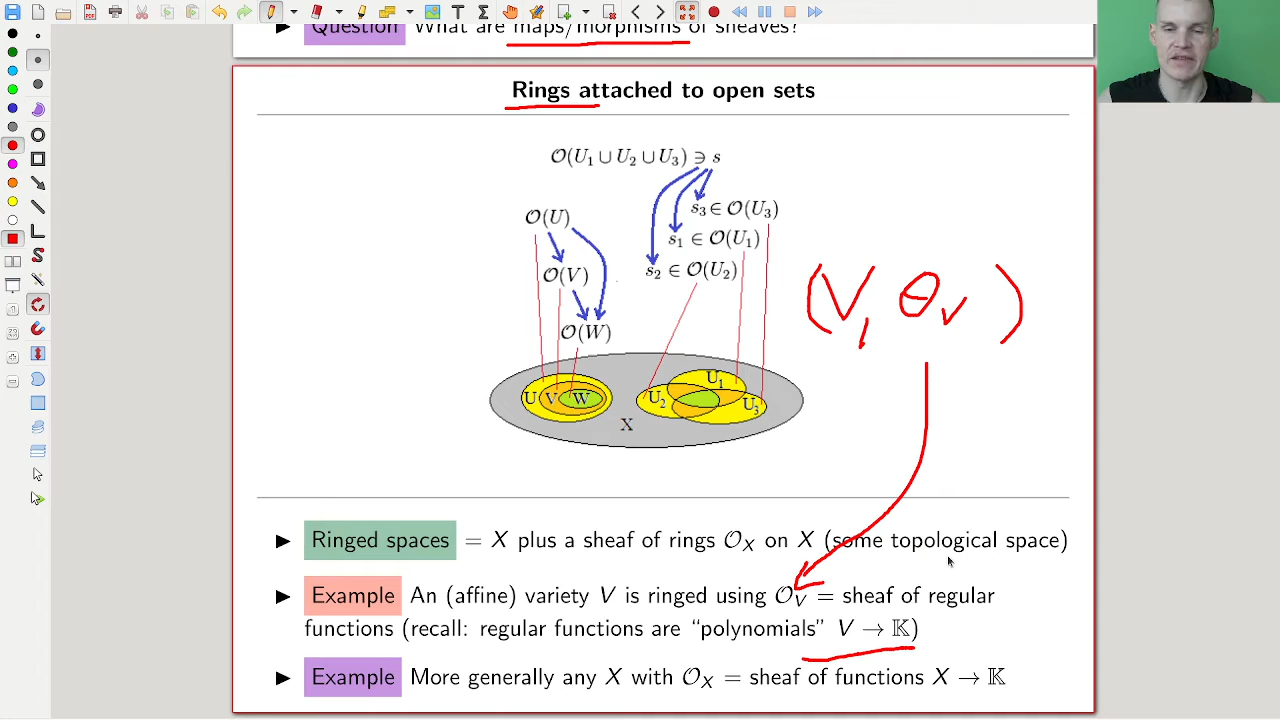 Question What are maps/morphisms of sheaves?
Rings attached to open sets
𝒪(U₁ ∪ U₂ ∪ U₃) ∋ s
s₃ ∈ 𝒪(U₃)
𝒪(U)
s₁ ∈ 𝒪(U₁)
s₂ ∈ 𝒪(U₂)
𝒪(V)
𝒪(W)
(V, 𝒪ᵥ)
U V W
U₁
U₂
U₃
X
► Ringed spaces = X plus a sheaf of rings 𝒪_X on X (some topological space)
► Example An (affine) variety V is ringed using 𝒪_V = sheaf of regular
functions (recall: regular functions are “polynomials” V → 𝕂)
► Example More generally any X with 𝒪_X = sheaf of functions X → 𝕂